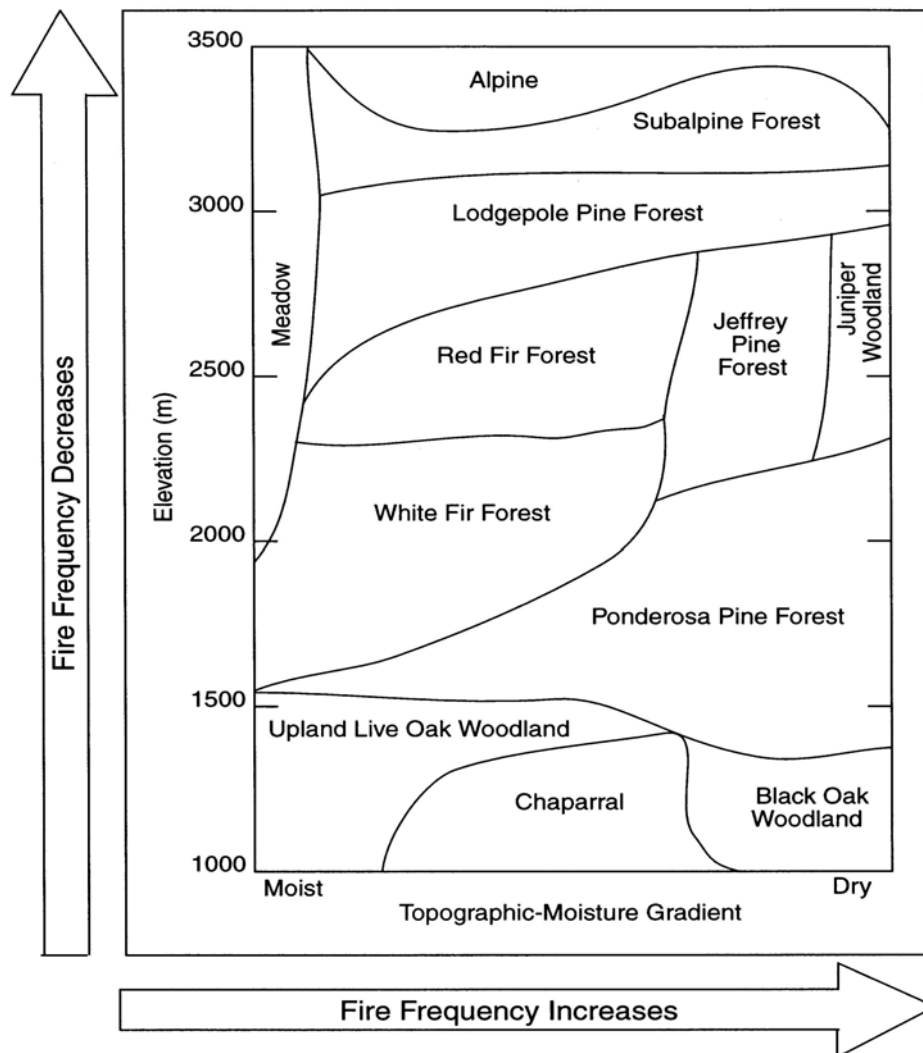 3500
Alpine
Subalpine Forest
3000
Lodgepole Pine Forest
Meadow
Juniper
Woodland
Jeffrey
Pine
Forest
Red Fir Forest
2500
Elevation (m)
Fire Frequency Decreases
White Fir Forest
2000
Ponderosa Pine Forest
1500
Upland Live Oak Woodland
Chaparral
Black Oak
Woodland
1000
Moist
Dry
Topographic-Moisture Gradient
Fire Frequency Increases